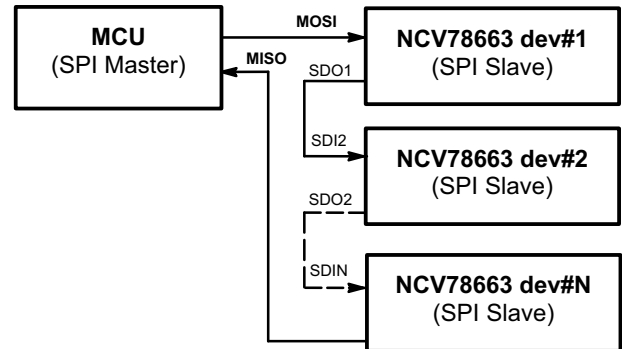 MCU
(SPI Master)
MOSI
MISO
NCV78663 dev#1
(SPI Slave)
SDO1
SDI2
NCV78663 dev#2
(SPI Slave)
SDO2
SDIN
NCV78663 dev#N
(SPI Slave)